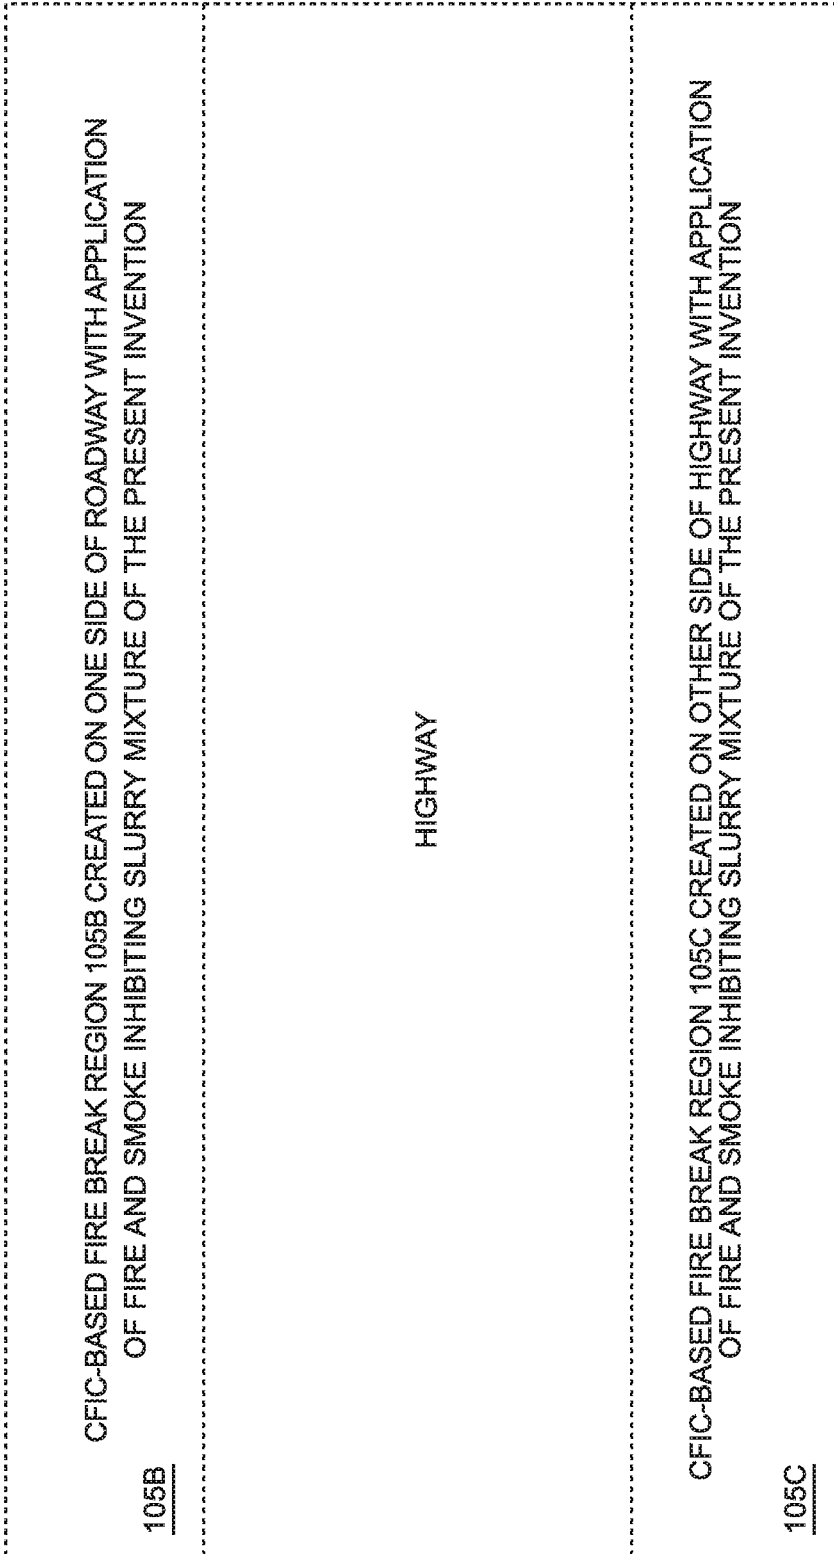 CFIC-BASED FIRE BREAK REGION 105B CREATED ON ONE SIDE OF ROADWAY WITH APPLICATION
OF FIRE AND SMOKE INHIBITING SLURRY MIXTURE OF THE PRESENT INVENTION
105B
HIGHWAY
CFIC-BASED FIRE BREAK REGION 105C CREATED ON OTHER SIDE OF HIGHWAY WITH APPLICATION
OF FIRE AND SMOKE INHIBITING SLURRY MIXTURE OF THE PRESENT INVENTION
105C